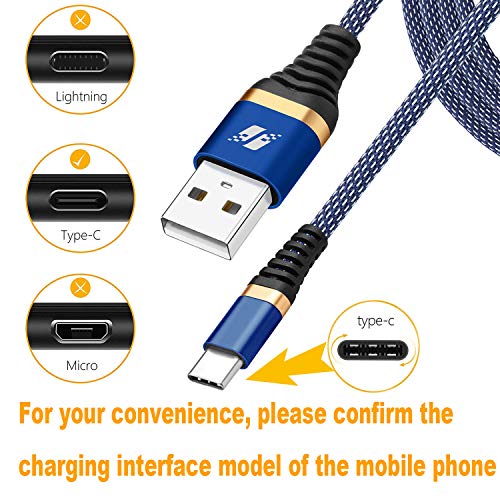 Lightning
Type-C
type-c
Micro
For your convenience, please confirm the
charging interface model of the mobile phone